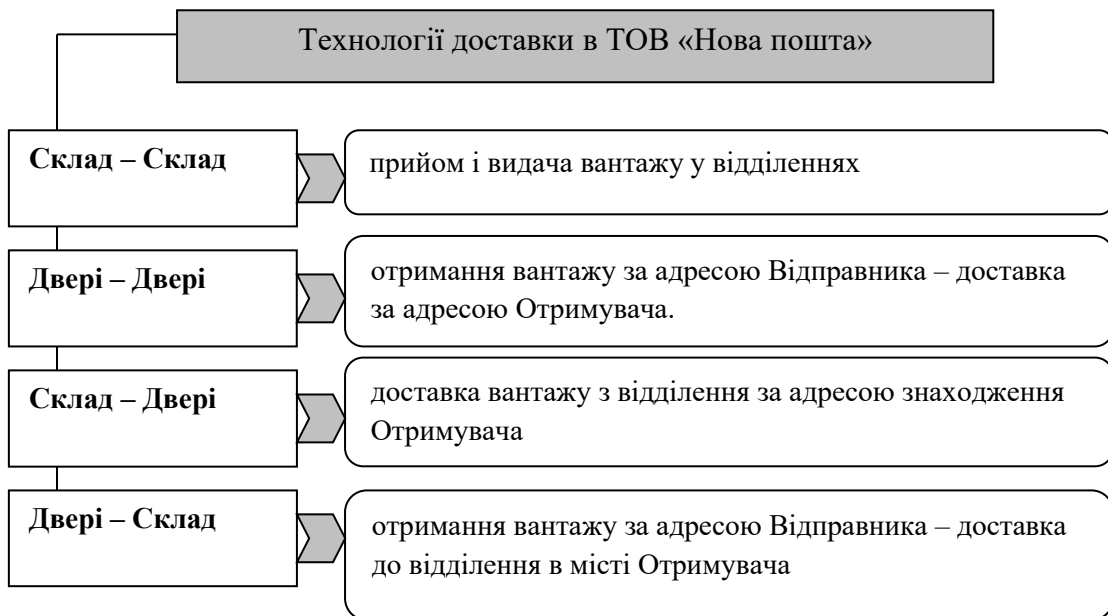 Технології доставки в ТОВ «Нова пошта»
Склад – Склад
прийом і видача вантажу у відділеннях
Двері – Двері
отримання вантажу за адресою Відправника – доставка
за адресою Отримувача.
Склад – Двері
доставка вантажу з відділення за адресою знаходження
Отримувача
Двері – Склад
отримання вантажу за адресою Відправника – доставка
до відділення в місті Отримувача